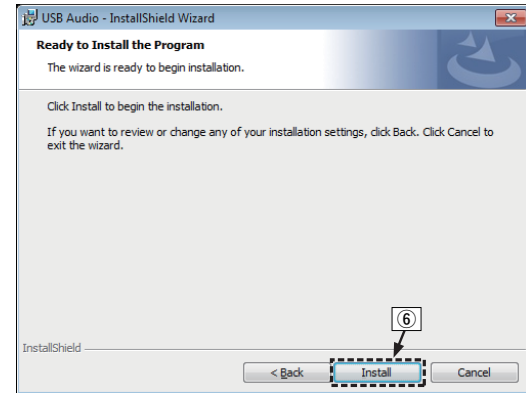 USB Audio - InstallShield Wizard
Ready to Install the Program
The wizard is ready to begin installation.
Click Install to begin the installation.
If you want to review or change any of your installation settings, click Back. Click Cancel to
exit the wizard.
⑥
InstallShield
< Back Install Cancel